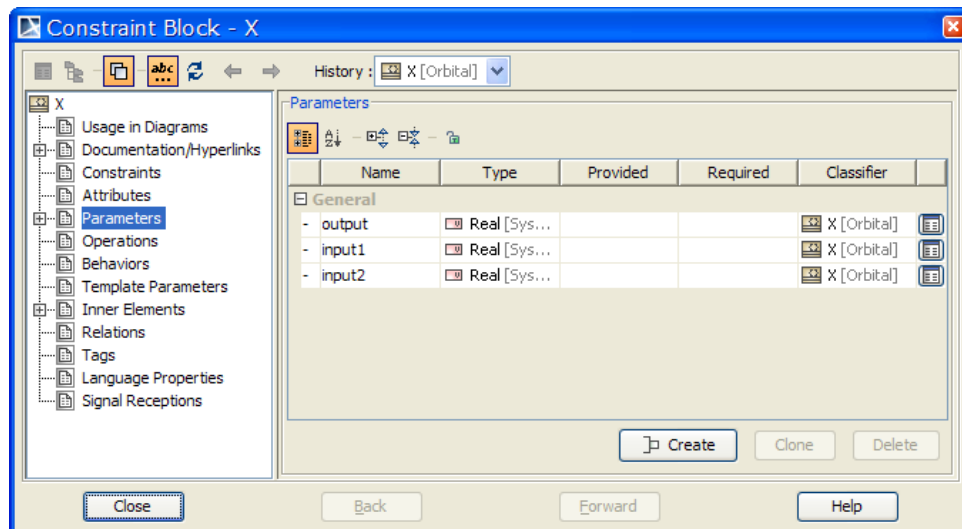 Constraint Block - X
abc
History : X [Orbital]
X
Usage in Diagrams
Documentation/Hyperlinks
Constraints
Attributes
Parameters
Operations
Behaviors
Template Parameters
Inner Elements
Relations
Tags
Language Properties
Signal Receptions
Parameters
Name Type Provided Required Classifier
General
- output Real [Sys... X [Orbital]
- input1 Real [Sys... X [Orbital]
- input2 Real [Sys... X [Orbital]
Create Clone Delete
Close Back Forward Help